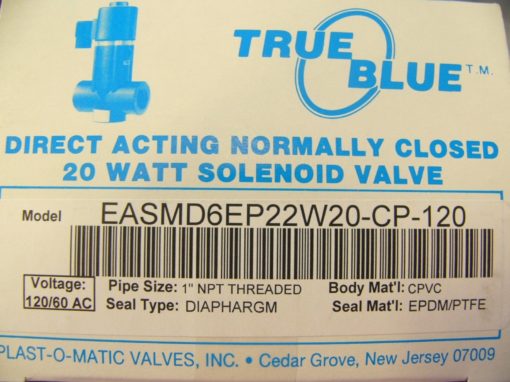 TRUE
BLUE T.M.
DIRECT ACTING NORMALLY CLOSED
20 WATT SOLENOID VALVE
Model EASMD6EP22W20-CP-120
Voltage: Pipe Size: 1" NPT THREADED Body Mat'l: CPVC
120/60 AC Seal Type: DIAPHARGM Seal Mat'l: EPDM/PTFE
PLAST-O-MATIC VALVES, INC. • Cedar Grove, New Jersey 07009